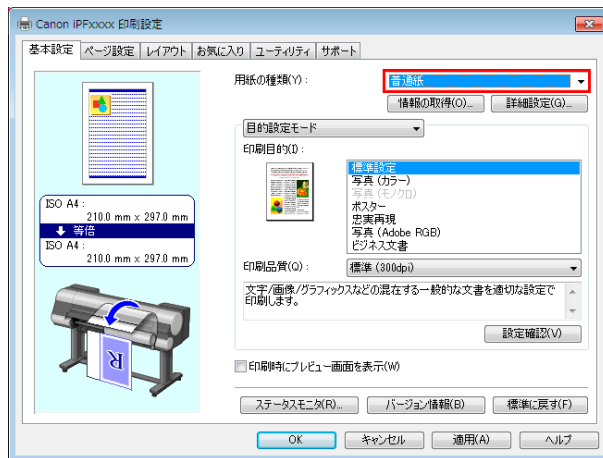 Canon iPFxxxx 印刷設定
基本設定 ページ設定 レイアウト お気に入り ユーティリティ サポート
用紙の種類(Y): 普通紙
情報の取得(O)... 詳細設定(G)...
目的設定モード
印刷目的(I):
標準設定
写真 (カラー)
写真 (モノクロ)
ポスター
忠実再現
写真 (Adobe RGB)
ビジネス文書
ISO A4 :
210.0 mm x 297.0 mm
等倍
ISO A4 :
210.0 mm x 297.0 mm
印刷品質(Q): 標準 (300dpi)
文字/画像/グラフィックスなどの混在する一般的な文書を適切な設定で
印刷します。
設定確認(V)
R
印刷時にプレビュー画面を表示(W)
ステータスモニタ(R)... バージョン情報(B) 標準に戻す(F)
OK キャンセル 適用(A) ヘルプ